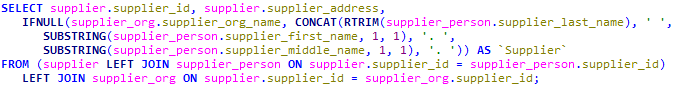 SELECT supplier.supplier_id, supplier.supplier_address,
IFNULL(supplier_org.supplier_org_name, CONCAT(RTRIM(supplier_person.supplier_last_name), ' ',
SUBSTRING(supplier_person.supplier_first_name, 1, 1), '. ',
SUBSTRING(supplier_person.supplier_middle_name, 1, 1), '. ')) AS `Supplier`
FROM (supplier LEFT JOIN supplier_person ON supplier.supplier_id = supplier_person.supplier_id)
LEFT JOIN supplier_org ON supplier.supplier_id = supplier_org.supplier_id;